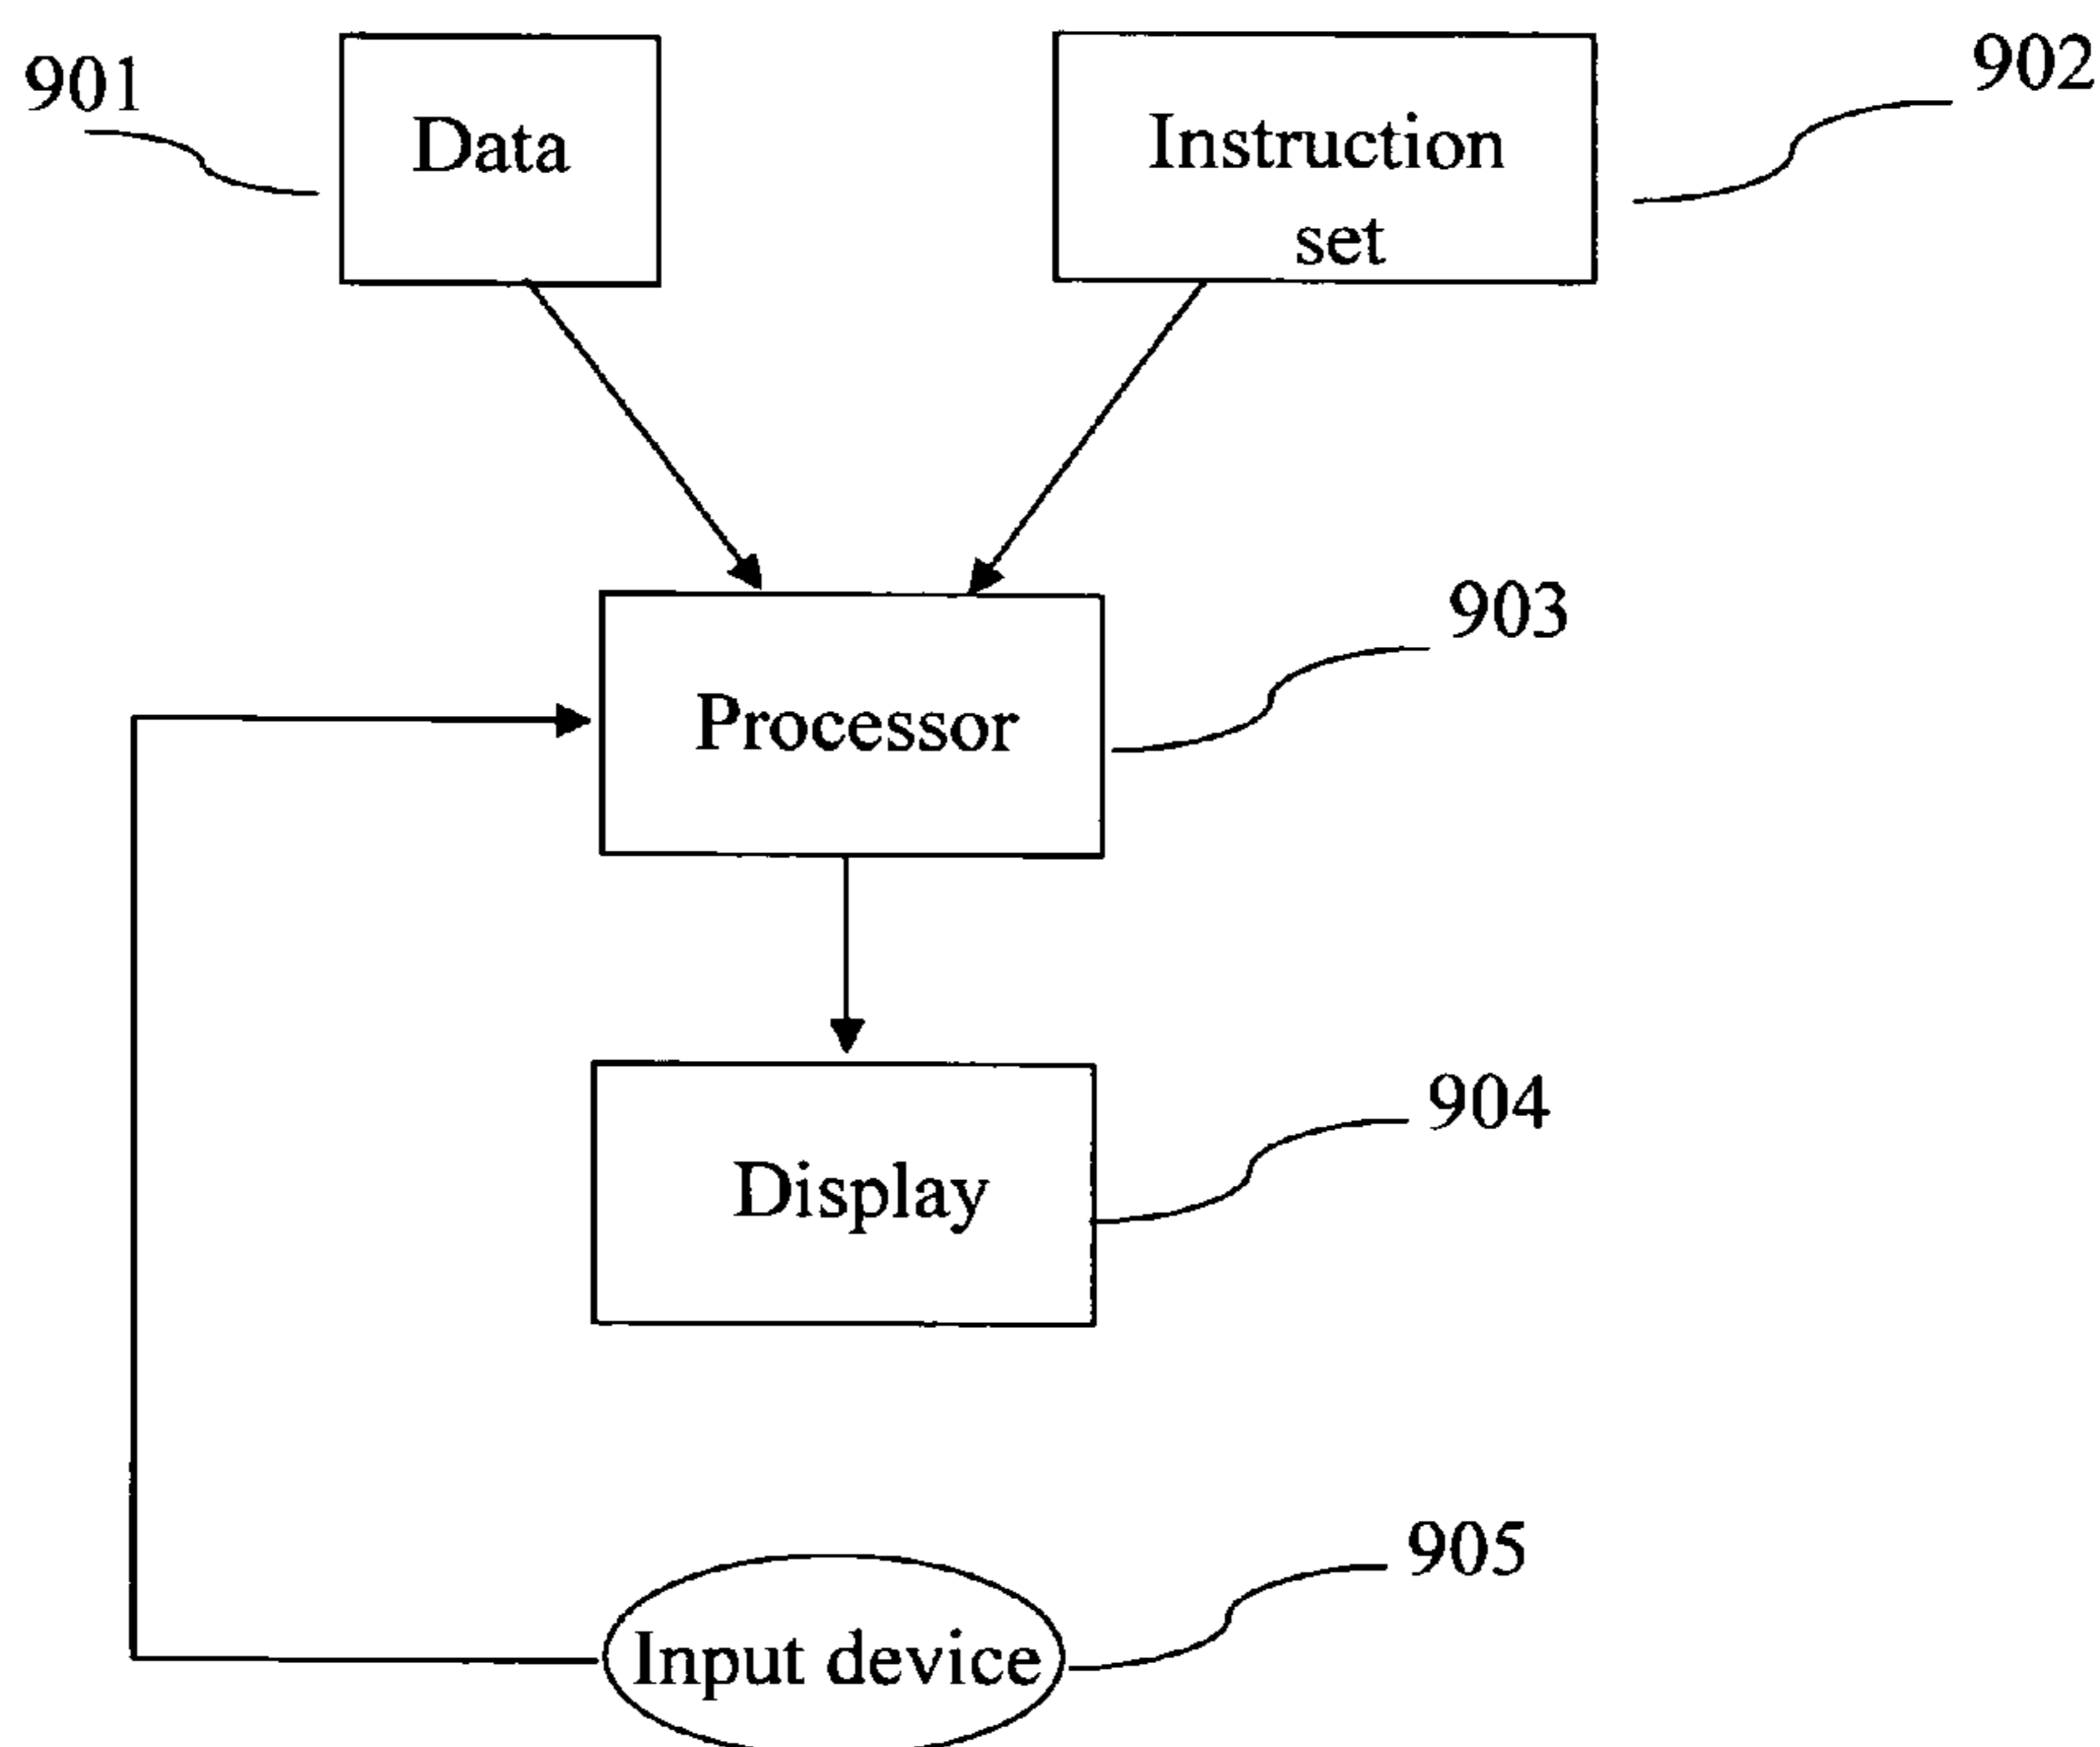 901
Data
Instruction
set
902
903
Processor
904
Display
905
Input device